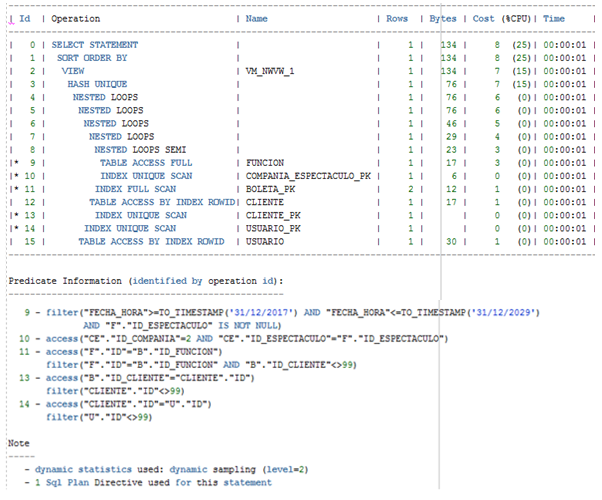 | Id | Operation | Name | Rows | Bytes | Cost (%CPU)| Time |
| 0 | SELECT STATEMENT | | 1 | 134 | 8 (25)| 00:00:01 |
| 1 | SORT ORDER BY | | 1 | 134 | 8 (25)| 00:00:01 |
| 2 | VIEW | VM_NWVW_1 | 1 | 134 | 7 (15)| 00:00:01 |
| 3 | HASH UNIQUE | | 1 | 76 | 7 (15)| 00:00:01 |
| 4 | NESTED LOOPS | | 1 | 76 | 6 (0)| 00:00:01 |
| 5 | NESTED LOOPS | | 1 | 76 | 6 (0)| 00:00:01 |
| 6 | NESTED LOOPS | | 1 | 46 | 5 (0)| 00:00:01 |
| 7 | NESTED LOOPS | | 1 | 29 | 4 (0)| 00:00:01 |
| 8 | NESTED LOOPS SEMI | | 1 | 23 | 3 (0)| 00:00:01 |
|* 9 | TABLE ACCESS FULL | FUNCION | 1 | 17 | 3 (0)| 00:00:01 |
|* 10 | INDEX UNIQUE SCAN | COMPANIA_ESPECTACULO_PK | 1 | 6 | 0 (0)| 00:00:01 |
|* 11 | INDEX FULL SCAN | BOLETA_PK | 2 | 12 | 1 (0)| 00:00:01 |
| 12 | TABLE ACCESS BY INDEX ROWID| CLIENTE | 1 | 17 | 1 (0)| 00:00:01 |
|* 13 | INDEX UNIQUE SCAN | CLIENTE_PK | 1 | | 0 (0)| 00:00:01 |
|* 14 | INDEX UNIQUE SCAN | USUARIO_PK | 1 | | 0 (0)| 00:00:01 |
| 15 | TABLE ACCESS BY INDEX ROWID | USUARIO | 1 | 30 | 1 (0)| 00:00:01 |
Predicate Information (identified by operation id):
9 - filter("FECHA_HORA">=TO_TIMESTAMP('31/12/2017') AND "FECHA_HORA"<=TO_TIMESTAMP('31/12/2029')
AND "F"."ID_ESPECTACULO" IS NOT NULL)
10 - access("CE"."ID_COMPANIA"=2 AND "CE"."ID_ESPECTACULO"="F"."ID_ESPECTACULO")
11 - access("F"."ID"="B"."ID_FUNCION")
filter("F"."ID"="B"."ID_FUNCION" AND "B"."ID_CLIENTE"<>99)
13 - access("B"."ID_CLIENTE"="CLIENTE"."ID")
filter("CLIENTE"."ID"<>99)
14 - access("CLIENTE"."ID"="U"."ID")
filter("U"."ID"<>99)
Note
-----
- dynamic statistics used: dynamic sampling (level=2)
- 1 Sql Plan Directive used for this statement